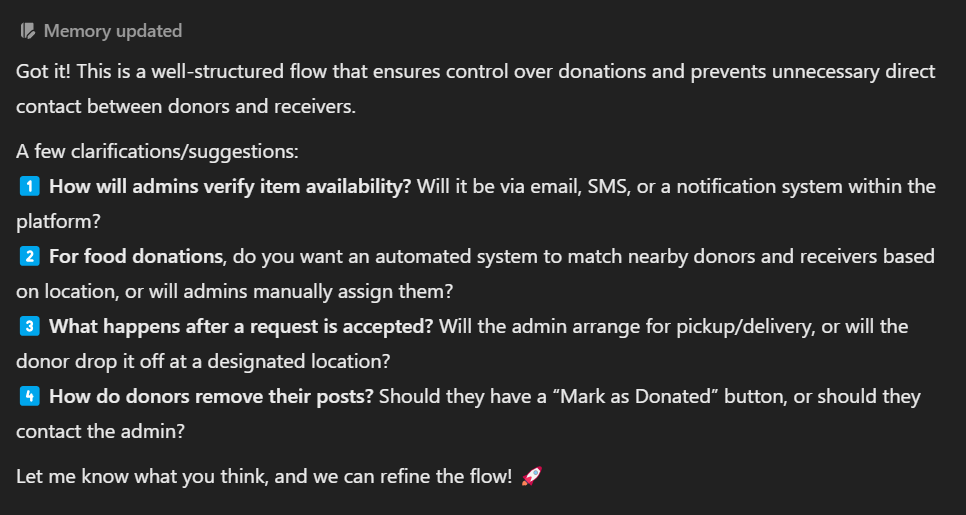 Memory updated
Got it! This is a well-structured flow that ensures control over donations and prevents unnecessary direct
contact between donors and receivers.
A few clarifications/suggestions:
1️⃣ How will admins verify item availability? Will it be via email, SMS, or a notification system within the
platform?
2️⃣ For food donations, do you want an automated system to match nearby donors and receivers based
on location, or will admins manually assign them?
3️⃣ What happens after a request is accepted? Will the admin arrange for pickup/delivery, or will the
donor drop it off at a designated location?
4️⃣ How do donors remove their posts? Should they have a “Mark as Donated” button, or should they
contact the admin?
Let me know what you think, and we can refine the flow! 🚀